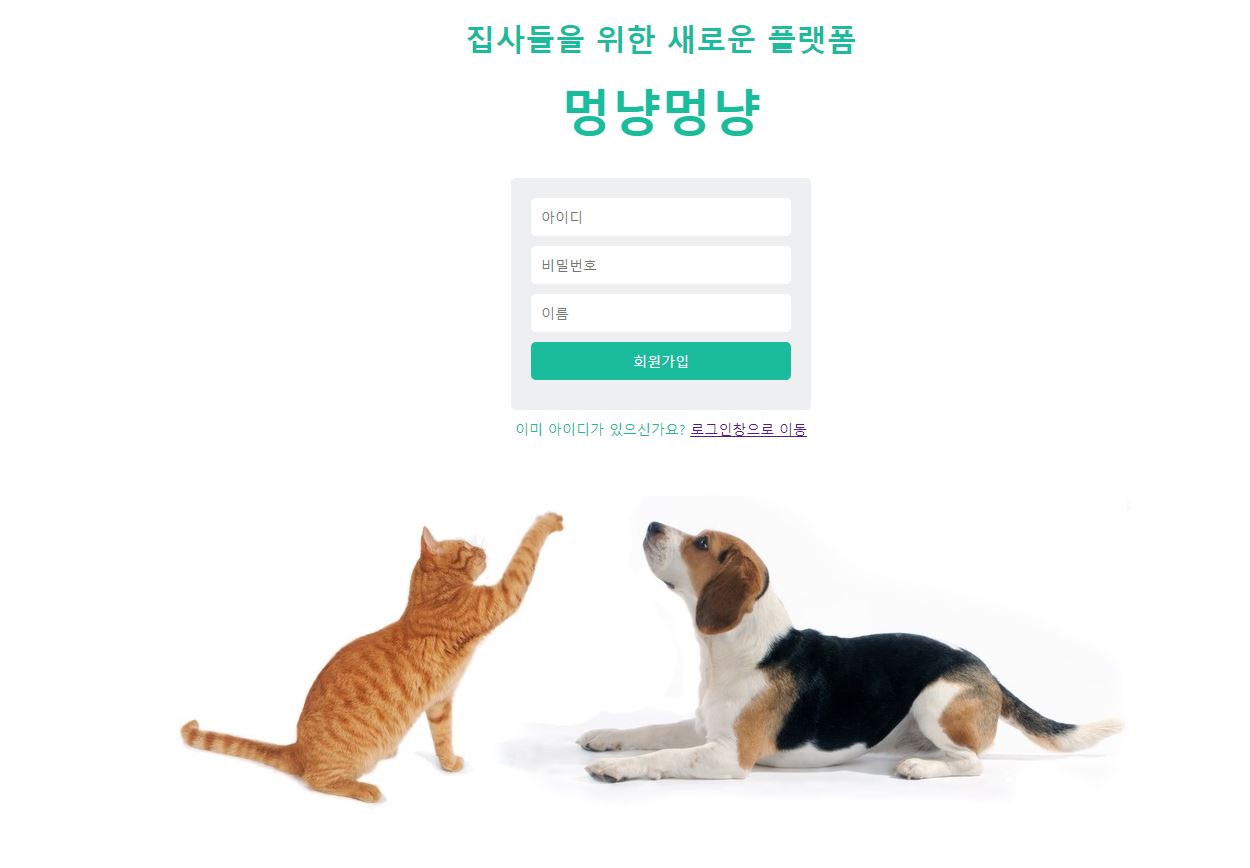 집사들을 위한 새로운 플랫폼
멍냥멍냥
아이디
비밀번호
이름
회원가입
이미 아이디가 있으신가요? 로그인창으로 이동